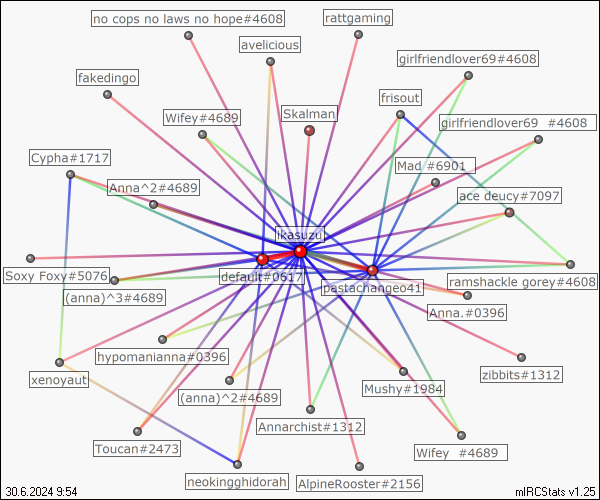 no cops no laws no hope#4608
rattgaming
avelicious
girlfriendlover69#4608
fakedingo
frisout
Wifey#4689
Skalman
girlfriendlover69 #4608
Cypha#1717
Mad #6901
Anna^2#4689
ace deucy#7097
ikasuzu
Soxy Foxy#5076
default#0617
pastachangeo41
ramshackle gorey#4608
(anna)^3#4689
Anna.#0396
hypomanianna#0396
zibbits#1312
xenoyaut
Mushy#1984
(anna)^2#4689
Annarchist#1312
Toucan#2473
Wifey #4689
neokingghidorah
AlpineRooster#2156
30.6.2024 9:54
mIRCStats v1.25